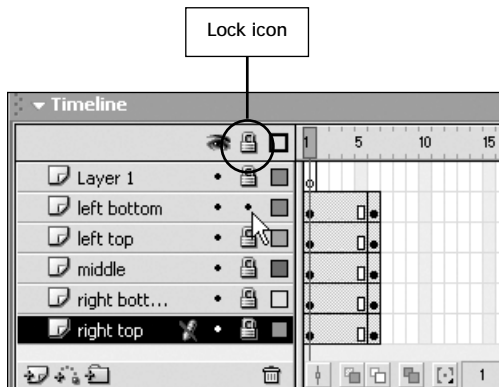 Lock icon
Timeline
1 5 10 15
Layer 1
left bottom
left top
middle
right bott...
right top
1